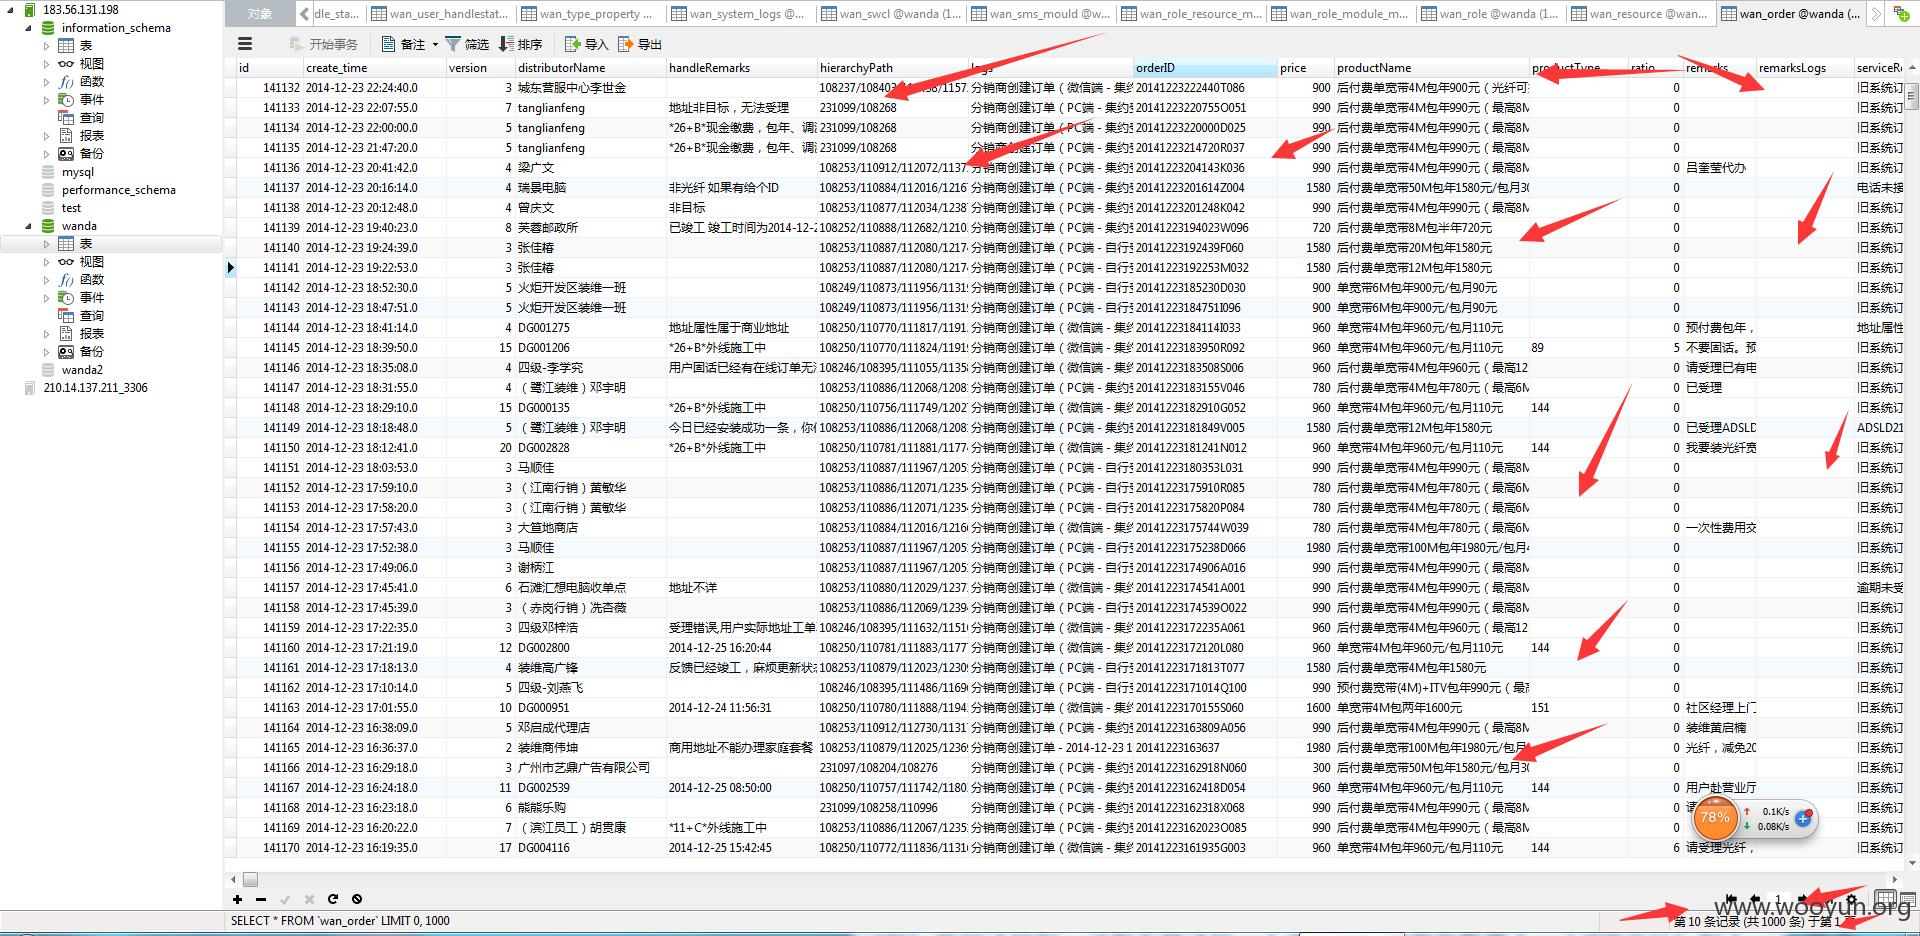 183.56.131.198
information_schema
表
视图
函数
事件
查询
报表
备份
mysql
performance_schema
test
wanda
表
视图
函数
事件
查询
报表
备份
wanda2
210.14.137.211_3306
对象 dle_sta... wan_user_handlestat... wan_type_property ... wan_system_logs @... wan_swcl @wanda (1... wan_sms_mould @w... wan_role_resource_m... wan_role_module_m... wan_role @wanda (1... wan_resource @wan... wan_order @wanda (...
开始事务 备注 筛选 排序 导入 导出
id create_time version distributorName handleRemarks hierarchyPath logs orderID price productName productType ratio remarks remarksLogs serviceRe
141132 2014-12-23 22:24:40.0 3 城东营服中心李世金 20141223222440T086 900 后付费单宽带4M包年900元（光纤可 0 旧系统订
141133 2014-12-23 22:07:55.0 5 tanglianfeng 地址非目标，无法受理 231099/108268 分销商创建订单（PC端 - 集约 20141223220755O051 990 后付费单宽带4M包年990元（最高8M 0 旧系统订
141134 2014-12-23 22:00:00.0 5 tanglianfeng *26+B*现金缴费，包年、调 231099/108268 分销商创建订单（PC端 - 集约 20141223220000D025 990 后付费单宽带4M包年990元（最高8M 0 旧系统订
141135 2014-12-23 21:47:20.0 5 tanglianfeng *26+B*现金缴费，包年、调 231099/108268 分销商创建订单（PC端 - 集约 20141223214720R037 990 后付费单宽带4M包年990元（最高8M 0 旧系统订
141136 2014-12-23 20:41:42.0 4 梁广文 108253/110912/112072/1137 分销商创建订单（微信端 - 集约 20141223204143K036 990 后付费单宽带4M包年990元（最高8M 0 吕奎莹代办 旧系统订
141137 2014-12-23 20:16:14.0 4 瑞景电脑 非光纤 如果有给个ID 108253/110884/112016/1216 分销商创建订单（微信端 - 集约 20141223201614Z004 1580 后付费单宽带50M包年1580元/包月30 0 电话未接
141138 2014-12-23 20:12:48.0 4 曾庆文 非目标 108253/110877/112034/1238 分销商创建订单（微信端 - 集约 20141223201248K042 990 后付费单宽带4M包年990元（最高8M 0 旧系统订
141139 2014-12-23 19:40:23.0 8 芙蓉邮政所 已竣工 竣工时间为2014-12-2 108252/110888/112682/1210 分销商创建订单（微信端 - 集约 20141223194023W096 720 后付费单宽带8M包半年720元 0 旧系统订
141140 2014-12-23 19:24:39.0 3 张佳椿 108253/110887/112080/1217 分销商创建订单（PC端 - 自行受 20141223192439F060 1580 后付费单宽带20M包年1580元 0 旧系统订
141141 2014-12-23 19:22:53.0 3 张佳椿 108253/110887/112080/1217 分销商创建订单（PC端 - 自行受 20141223192253M032 1580 后付费单宽带12M包年1580元 0 旧系统订
141142 2014-12-23 18:52:30.0 5 火炬开发区装维一班 108249/110873/111956/1131 分销商创建订单（PC端 - 集约 20141223185230D030 900 单宽带6M包年900元/包月90元 0 旧系统订
141143 2014-12-23 18:47:51.0 5 火炬开发区装维一班 108249/110873/111956/1131 分销商创建订单（PC端 - 集约 20141223184751I096 900 单宽带6M包年900元/包月90元 0 旧系统订
141144 2014-12-23 18:41:14.0 4 DG001275 地址属性属于商业地址 108250/110770/111817/1191 分销商创建订单（微信端 - 集约 20141223184114I033 960 单宽带4M包年960元/包月110元 0 预付费包年， 地址属性
141145 2014-12-23 18:39:50.0 15 DG001206 *26+B*外线施工中 108250/110770/111824/1191 分销商创建订单（微信端 - 集约 20141223183950R092 960 单宽带4M包年960元/包月110元 89 5 不要固话。预 旧系统订
141146 2014-12-23 18:35:08.0 4 四级-李学究 用户固话已经有在线订单无 108246/108395/111055/1135 分销商创建订单（PC端 - 集约 20141223183508S006 960 后付费单宽带4M包年960元（最高12 0 请受理已有电 旧系统订
141147 2014-12-23 18:31:55.0 4 （鹭江装维）邓宇明 108253/110886/112068/1208 分销商创建订单（微信端 - 集约 20141223183155V046 780 后付费单宽带4M包年780元（最高6M 0 已受理 旧系统订
141148 2014-12-23 18:29:10.0 15 DG000135 *26+B*外线施工中 108250/110756/111749/1202 分销商创建订单（微信端 - 集约 20141223182910G052 960 单宽带4M包年960元/包月110元 144 0 旧系统订
141149 2014-12-23 18:18:48.0 5 （鹭江装维）邓宇明 今日已经安装成功一条，你 108253/110886/112068/1208 分销商创建订单（微信端 - 集约 20141223181849V005 1580 后付费单宽带12M包年1580元 0 已受理ADSLD ADSLD21
141150 2014-12-23 18:12:41.0 20 DG002828 *26+B*外线施工中 108250/110781/111881/1177 分销商创建订单（微信端 - 集约 20141223181241N012 960 单宽带4M包年960元/包月110元 144 0 我要装光纤宽 旧系统订
141151 2014-12-23 18:03:53.0 3 马顺佳 108253/110887/111967/1205 分销商创建订单（PC端 - 自行受 20141223180353L031 990 后付费单宽带4M包年990元（最高8M 0 旧系统订
141152 2014-12-23 17:59:10.0 3 （江南行销）黄敏华 108253/110886/112071/1235 分销商创建订单（PC端 - 自行受 20141223175910R085 780 后付费单宽带4M包年780元（最高6M 0 旧系统订
141153 2014-12-23 17:58:20.0 3 （江南行销）黄敏华 108253/110886/112071/1235 分销商创建订单（PC端 - 自行受 20141223175820P084 780 后付费单宽带4M包年780元（最高6M 0 旧系统订
141154 2014-12-23 17:57:43.0 3 大笪地商店 108253/110884/112016/1216 分销商创建订单（微信端 - 集约 20141223175744W039 780 后付费单宽带4M包年780元（最高6M 0 一次性费用交 旧系统订
141155 2014-12-23 17:52:38.0 3 马顺佳 108253/110887/111967/1205 分销商创建订单（PC端 - 自行受 20141223175238D066 1980 后付费单宽带100M包年1980元/包月 0 旧系统订
141156 2014-12-23 17:49:06.0 3 谢柄江 108253/110887/111967/1205 分销商创建订单（PC端 - 自行受 20141223174906A016 990 后付费单宽带4M包年990元（最高8M 0 旧系统订
141157 2014-12-23 17:45:41.0 6 石滩汇想电脑收单点 地址不详 108253/110880/112029/1237 分销商创建订单（微信端 - 集约 20141223174541A001 990 后付费单宽带4M包年990元（最高8M 0 逾期未受
141158 2014-12-23 17:45:39.0 3 （赤岗行销）冼杏薇 108253/110886/112069/1239 分销商创建订单（PC端 - 自行受 20141223174539O022 990 后付费单宽带4M包年990元（最高8M 0 旧系统订
141159 2014-12-23 17:22:35.0 3 四级邓梓浩 受理错误,用户实际地址工单 108246/108395/111632/1151 分销商创建订单（微信端 - 集约 20141223172235A061 960 后付费单宽带4M包年960元（最高12 0 旧系统订
141160 2014-12-23 17:21:19.0 12 DG002800 2014-12-25 16:20:44 108250/110781/111883/1177 分销商创建订单（微信端 - 集约 20141223172120L080 960 单宽带4M包年960元/包月110元 144 0 旧系统订
141161 2014-12-23 17:18:13.0 4 装维高广锋 反馈已经竣工，麻烦更新状 108253/110879/112023/1230 分销商创建订单（PC端 - 自行受 20141223171813T077 1580 后付费单宽带4M包年1580元 0 旧系统订
141162 2014-12-23 17:10:14.0 5 四级-刘燕飞 108246/108395/111486/1169 分销商创建订单（PC端 - 自行受 20141223171014Q100 990 预付费宽带(4M)+ITV包年990元（最 0 旧系统订
141163 2014-12-23 17:01:55.0 10 DG000951 2014-12-24 11:56:31 108250/110780/111888/1194 分销商创建订单（微信端 - 集约 20141223170155S060 1600 单宽带4M包两年1600元 151 0 社区经理上门 旧系统订
141164 2014-12-23 16:38:09.0 5 邓启成代理店 108253/110912/112730/1131 分销商创建订单（PC端 - 集约 20141223163809A056 990 后付费单宽带4M包年990元（最高8M 0 装维黄启楠 旧系统订
141165 2014-12-23 16:36:37.0 2 装维商伟坤 商用地址不能办理家庭套餐 108253/110879/112025/1236 分销商创建订单 - 2014-12-23 1 20141223163637 1980 后付费单宽带100M包年1980元/包月 0 光纤，减免20 旧系统订
141166 2014-12-23 16:29:18.0 3 广州市艺鼎广告有限公司 231097/108204/108276 分销商创建订单（PC端 - 集约 20141223162918N060 300 后付费单宽带50M包年1580元/包月30 0 旧系统订
141167 2014-12-23 16:24:18.0 11 DG002539 2014-12-25 08:50:00 108250/110757/111742/1180 分销商创建订单（微信端 - 集约 20141223162418D054 960 单宽带4M包年960元/包月110元 144 0 用户赴营业厅 旧系统订
141168 2014-12-23 16:23:18.0 6 熊熊乐购 231099/108258/110996 分销商创建订单（PC端 - 集约 20141223162318X068 990 后付费单宽带4M包年990元（最高8M 0 旧系统订
141169 2014-12-23 16:20:22.0 7 （滨江员工）胡贯康 *11+C*外线施工中 108253/110886/112067/1235 分销商创建订单（PC端 - 集约 20141223162023O085 990 后付费单宽带4M包年990元（最高8M 0 旧系统订
141170 2014-12-23 16:19:35.0 17 DG004116 2014-12-25 15:42:45 108250/110772/111836/1131 分销商创建订单（微信端 - 集约 20141223161935G003 960 单宽带4M包年960元/包月110元 144 6 请受理光纤， 旧系统订
78% 0.1K/s
0.08K/s
1
www.wooyun.org
SELECT * FROM `wan_order` LIMIT 0, 1000 第 10 条记录 (共 1000 条) 于第 1